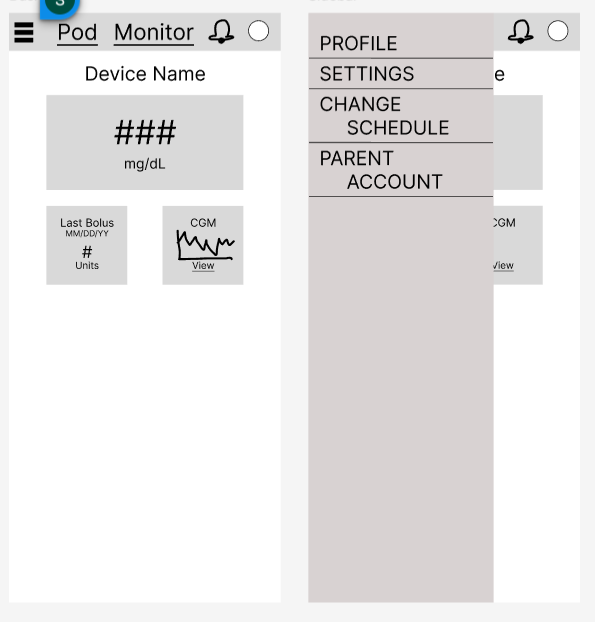 S
Pod Monitor
Device Name
###
mg/dL
Last Bolus
MM/DD/YY
#
Units
CGM
View
PROFILE
SETTINGS
CHANGE
SCHEDULE
PARENT
ACCOUNT
e
CGM
View